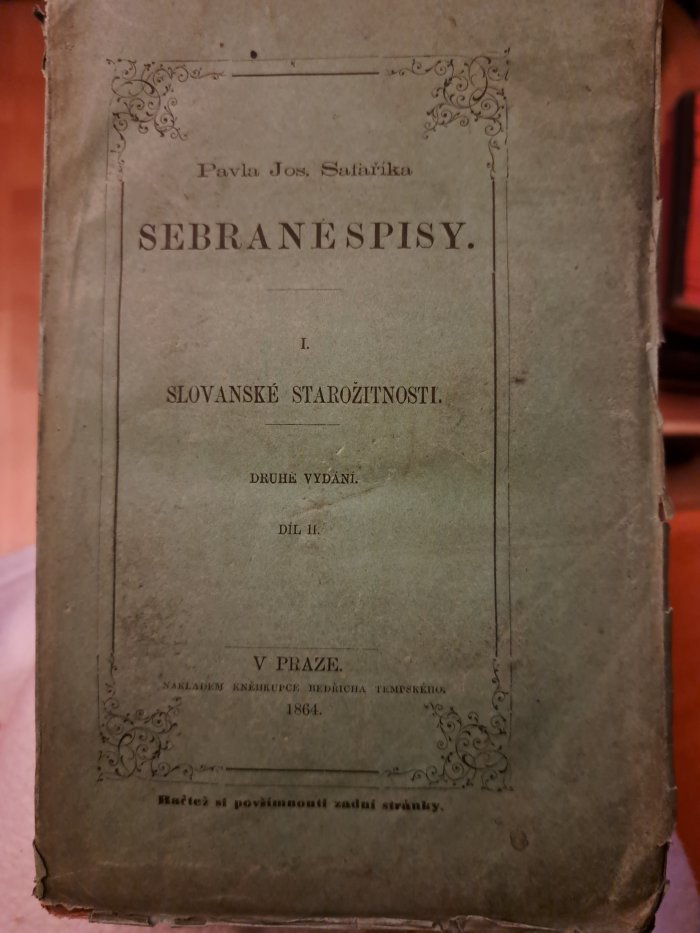 Pavla Jos. Šafaříka
SEBRANÉ SPISY.
I.
SLOVANSKÉ STAROŽITNOSTI.
DRUHÉ VYDÁNÍ.
DÍL II.
V PRAZE.
NÁKLADEM KNĚHKUPCE BEDŘICHA TEMPSKÉHO.
1864.
Račtež si povšimnouti zadní stránky.